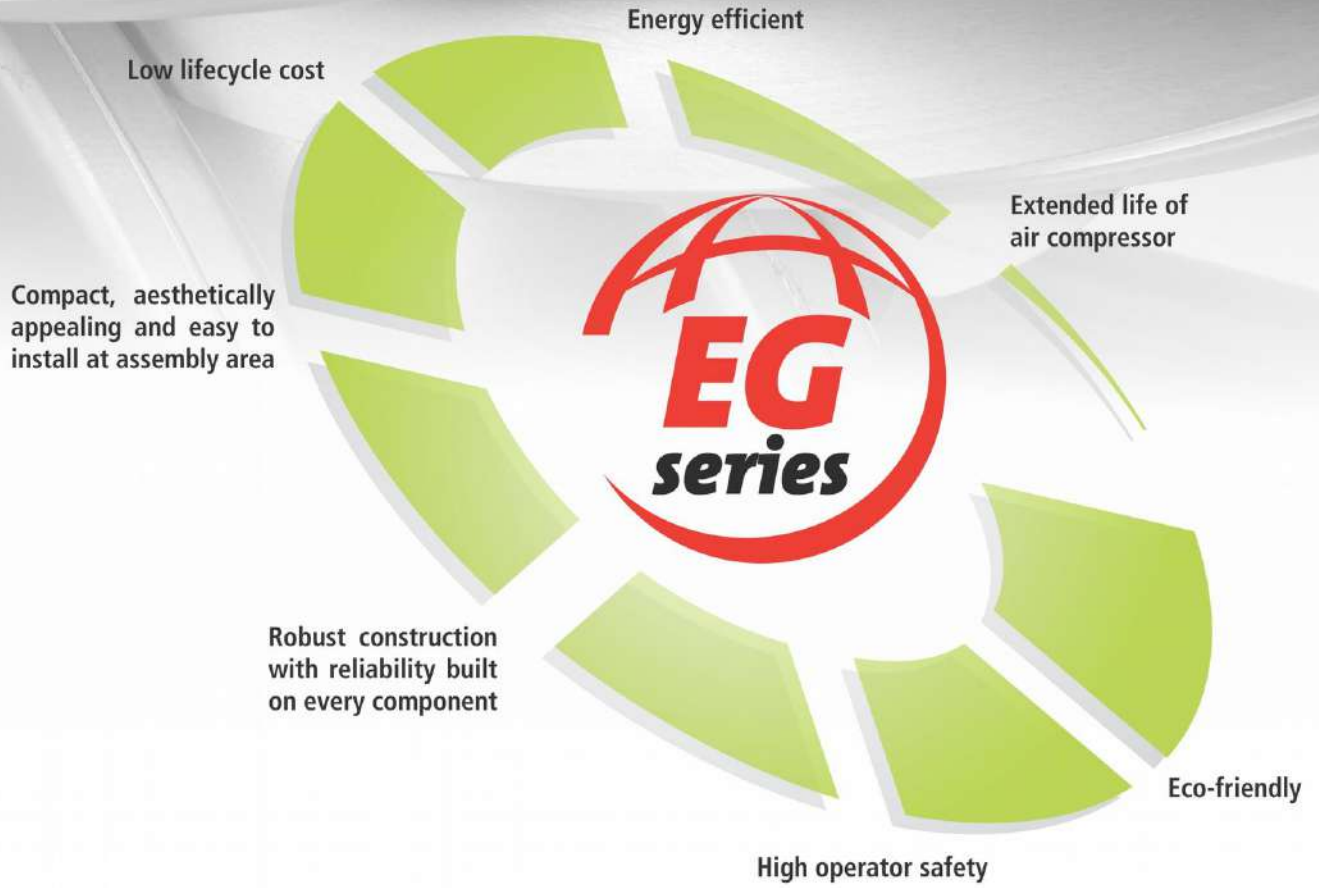 Energy efficient
Low lifecycle cost
Extended life of
air compressor
Compact, aesthetically
appealing and easy to
install at assembly area
EG
series
Robust construction
with reliability built
on every component
Eco-friendly
High operator safety